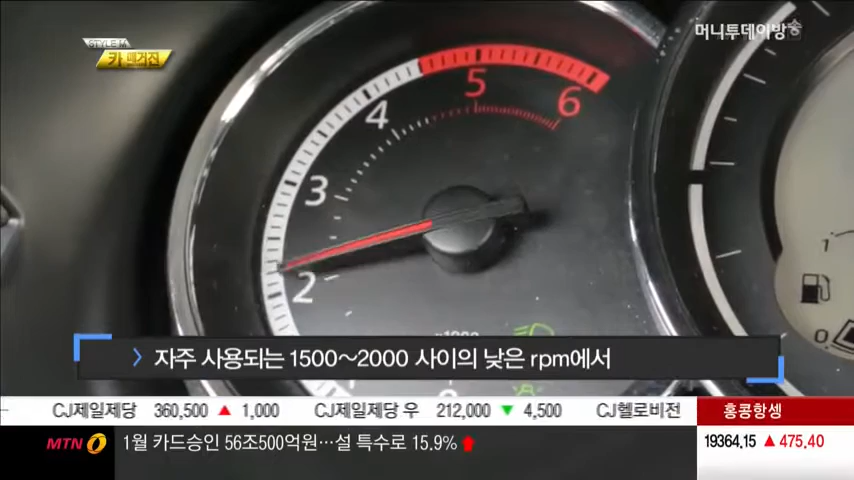 STYLE M
카 매거진
머니투데이방송
5
6
4
3
2
1
0
자주 사용되는 1500~2000 사이의 낮은 rpm에서
CJ제일제당 360,500 ▲ 1,000 CJ제일제당 우 212,000 ▼ 4,500 CJ헬로비전
홍콩항셍
MTN 1월 카드승인 56조500억원…설 특수로 15.9%
19364.15 ▲ 475.40